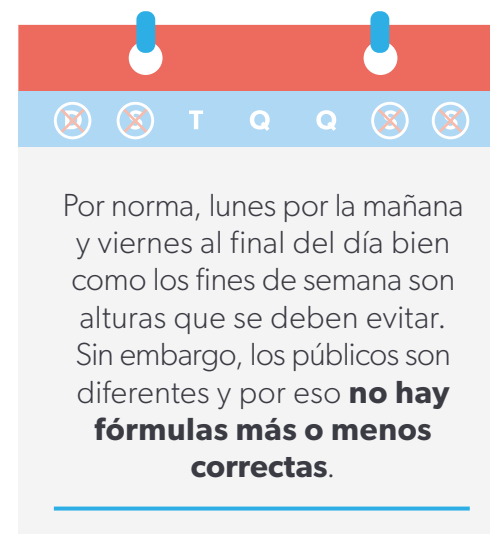 D S T Q Q S S
Por norma, lunes por la mañana
y viernes al final del día bien
como los fines de semana son
alturas que se deben evitar.
Sin embargo, los públicos son
diferentes y por eso no hay
fórmulas más o menos
correctas.